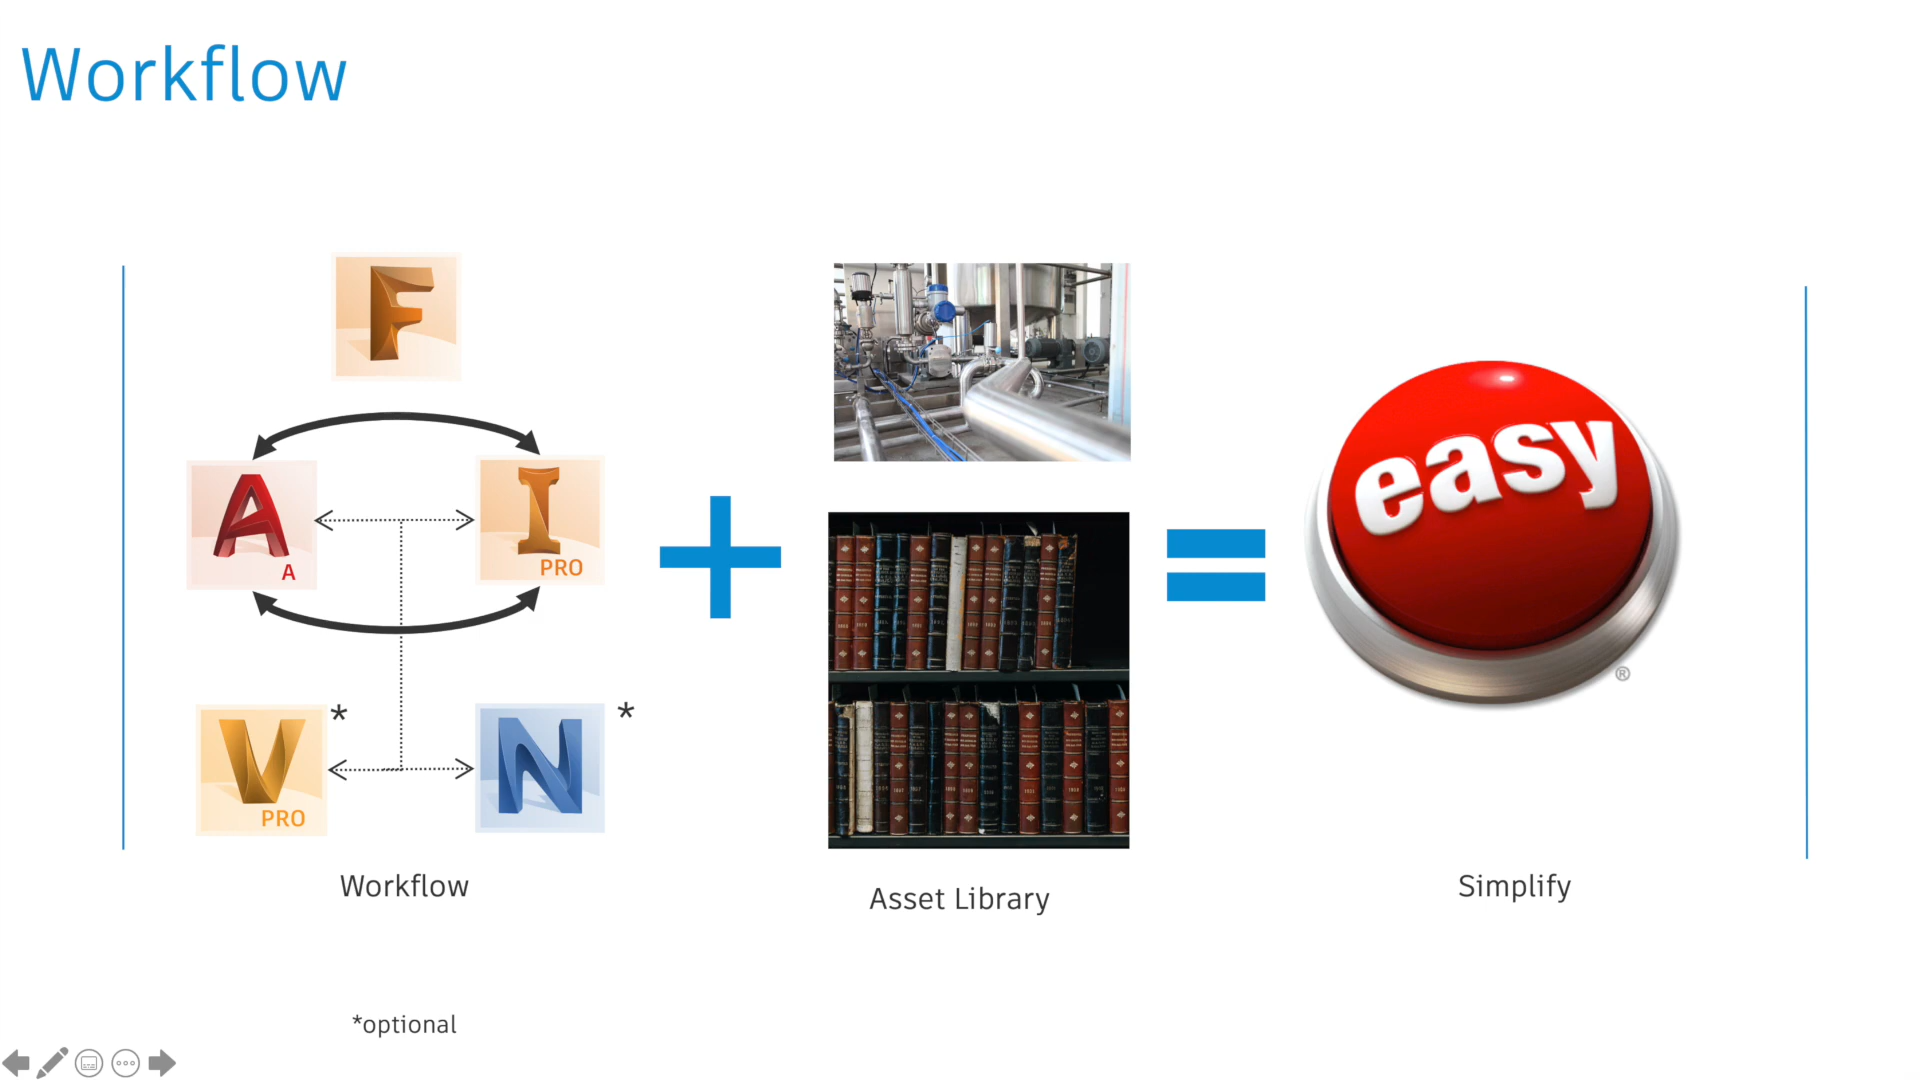 Workflow
F
A
A
I
PRO
V
PRO
*
N
*
easy
®
Workflow
Asset Library
Simplify
*optional